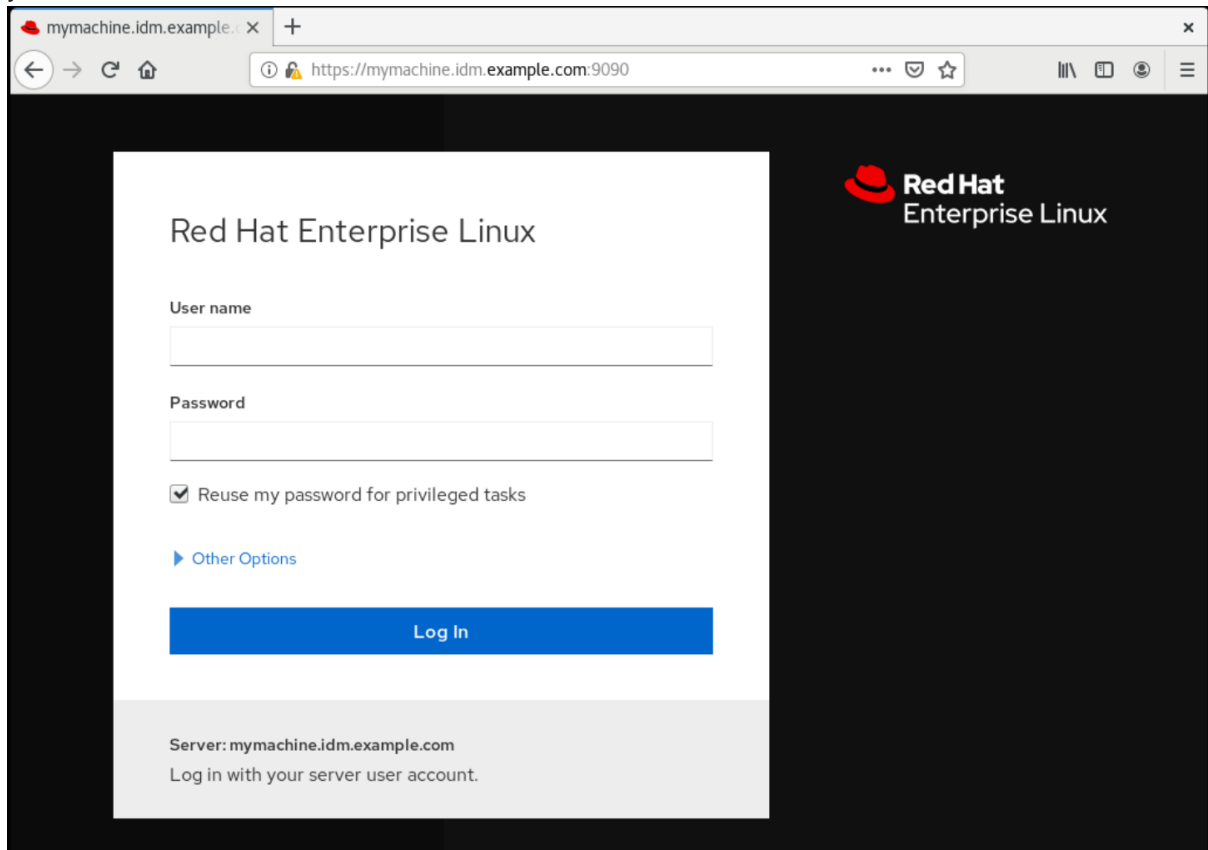 mymachine.idm.example.c
https://mymachine.idm.example.com:9090
Red Hat Enterprise Linux
User name
Password
Reuse my password for privileged tasks
Other Options
Log In
Server: mymachine.idm.example.com
Log in with your server user account.
Red Hat
Enterprise Linux